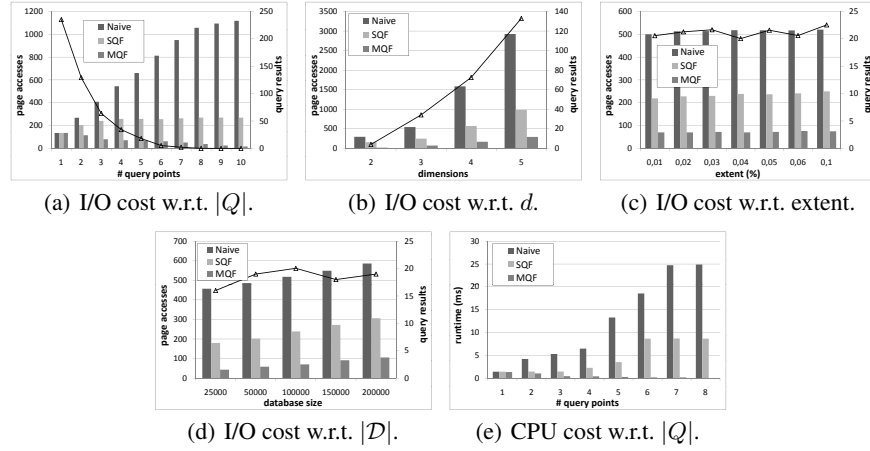 1200
1000
800
600
400
200
0
page accesses
Naive
SQF
MQF
250
200
150
100
50
0
query results
1 2 3 4 5 6 7 8 9 10
# query points
(a) I/O cost w.r.t. |Q|.
3000
2500
2000
1500
1000
500
0
page accesses
Naive
SQF
MQF
140
120
100
80
60
40
20
0
query results
2 3 4 5
dimensions
(b) I/O cost w.r.t. d.
600
500
400
300
200
100
0
page accesses
Naive
SQF
MQF
25
20
15
10
5
0
query results
0,01 0,02 0,03 0,04 0,05 0,06 0,1
extent (%)
(c) I/O cost w.r.t. extent.
700
600
500
400
300
200
100
0
page accesses
Naive
SQF
MQF
25
20
15
10
5
0
query results
25000 50000 100000 150000 200000
database size
(d) I/O cost w.r.t. |𝒟|.
30
25
20
15
10
5
0
runtime (ms)
Naive
SQF
MQF
1 2 3 4 5 6 7 8
# query points
(e) CPU cost w.r.t. |Q|.